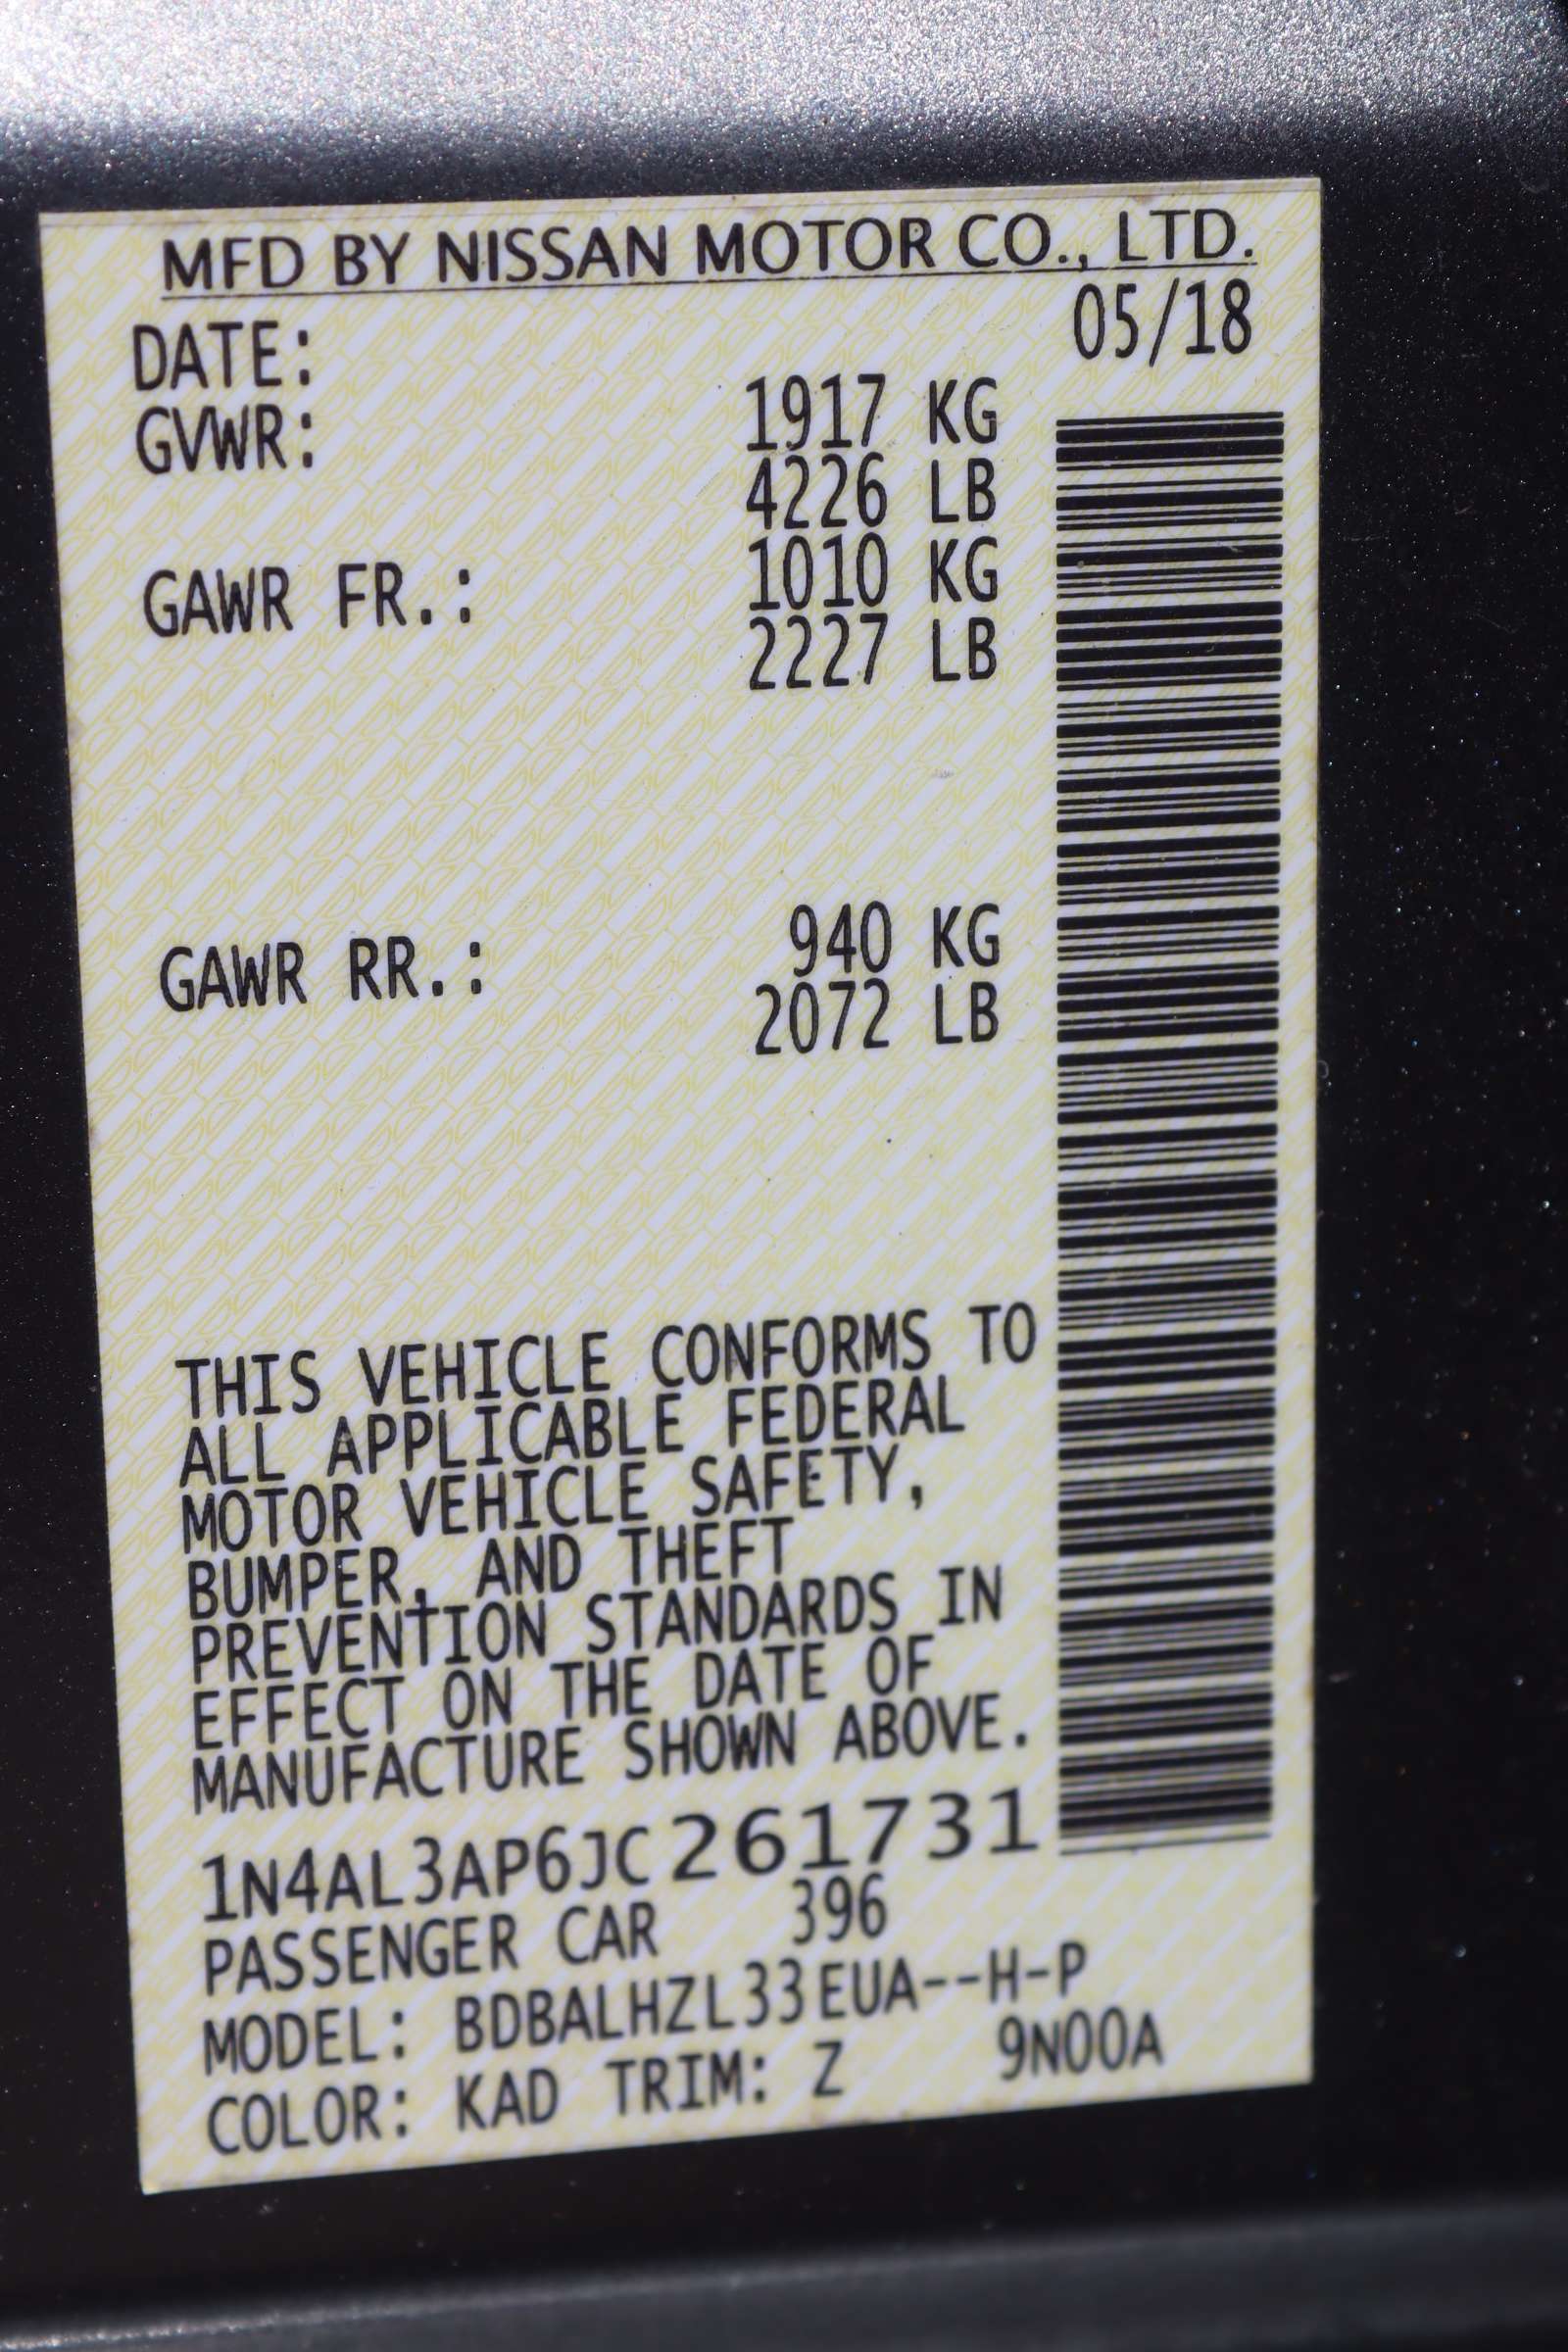 MFD BY NISSAN MOTOR CO., LTD.
DATE: 05/18
GVWR: 1917 KG
4226 LB
GAWR FR.: 1010 KG
2227 LB
GAWR RR.: 940 KG
2072 LB
THIS VEHICLE CONFORMS TO
ALL APPLICABLE FEDERAL
MOTOR VEHICLE SAFETY,
BUMPER, AND THEFT
PREVENTION STANDARDS IN
EFFECT ON THE DATE OF
MANUFACTURE SHOWN ABOVE.
1N4AL3AP6JC261731
PASSENGER CAR 396
MODEL: BDBALHZL33EUA--H-P
COLOR: KAD TRIM: Z 9N00A